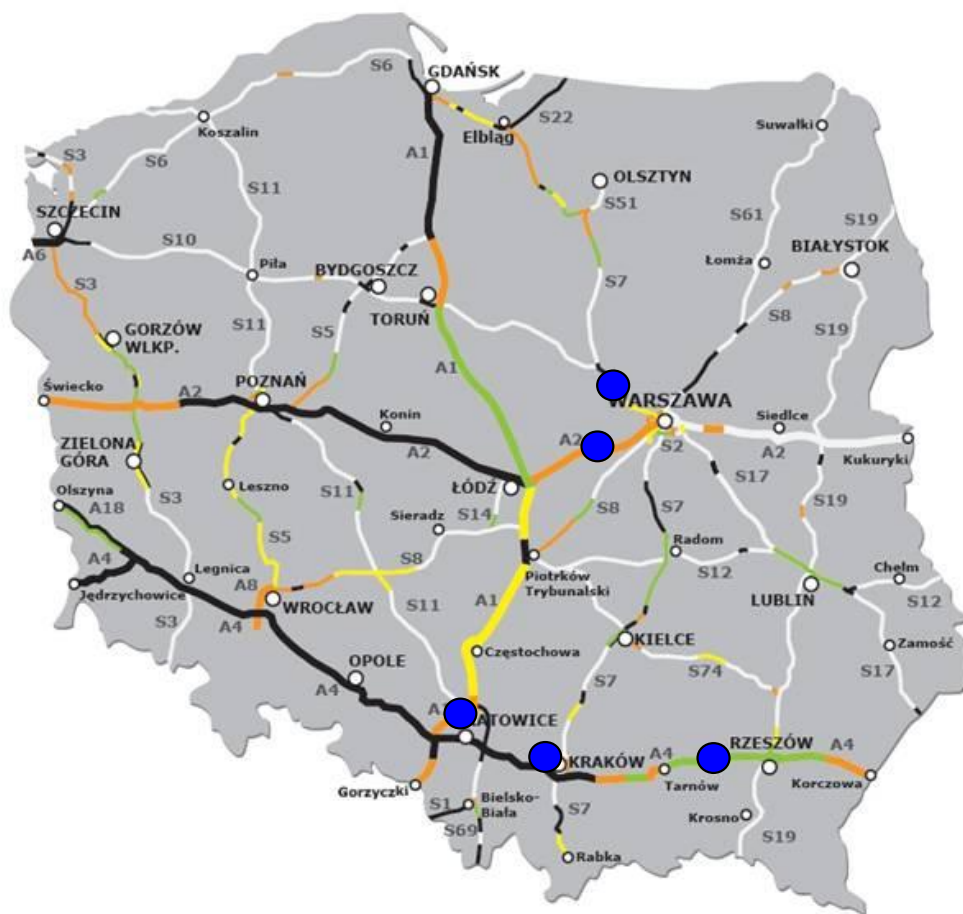 S6
GDAŃSK
S22
Elbląg
Koszalin
Suwałki
S3
S6
A1
S11
OLSZTYN
S51
SZCZECIN
S61
S19
S10
BIAŁYSTOK
A6
Łomża
S3
Piła
BYDGOSZCZ
S7
TORUŃ
S8
S19
GORZÓW
WLKP.
S11
S5
A1
Świecko
A2
POZNAŃ
WARSZAWA
Konin
Siedlce
ZIELONA
GÓRA
A2
A2
S2
A2
Kukuryki
S17
Olszyna
S3
Leszno
S11
ŁÓDŹ
S8
S7
S19
A18
S14
Sieradz
S5
Radom
A4
S8
S12
Legnica
Piotrków
Trybunalski
Chełm
Jędrzychowice
A8
WROCŁAW
A1
LUBLIN
S12
S3
A4
S11
KIELCE
Zamość
Częstochowa
OPOLE
S7
S74
S17
A4
ATOWICE
RZESZÓW
KRAKÓW
A4
A4
Tarnów
Korczowa
Gorzyczki
S1
Bielsko-
Biała
S7
Krosno
S69
S19
Rabka